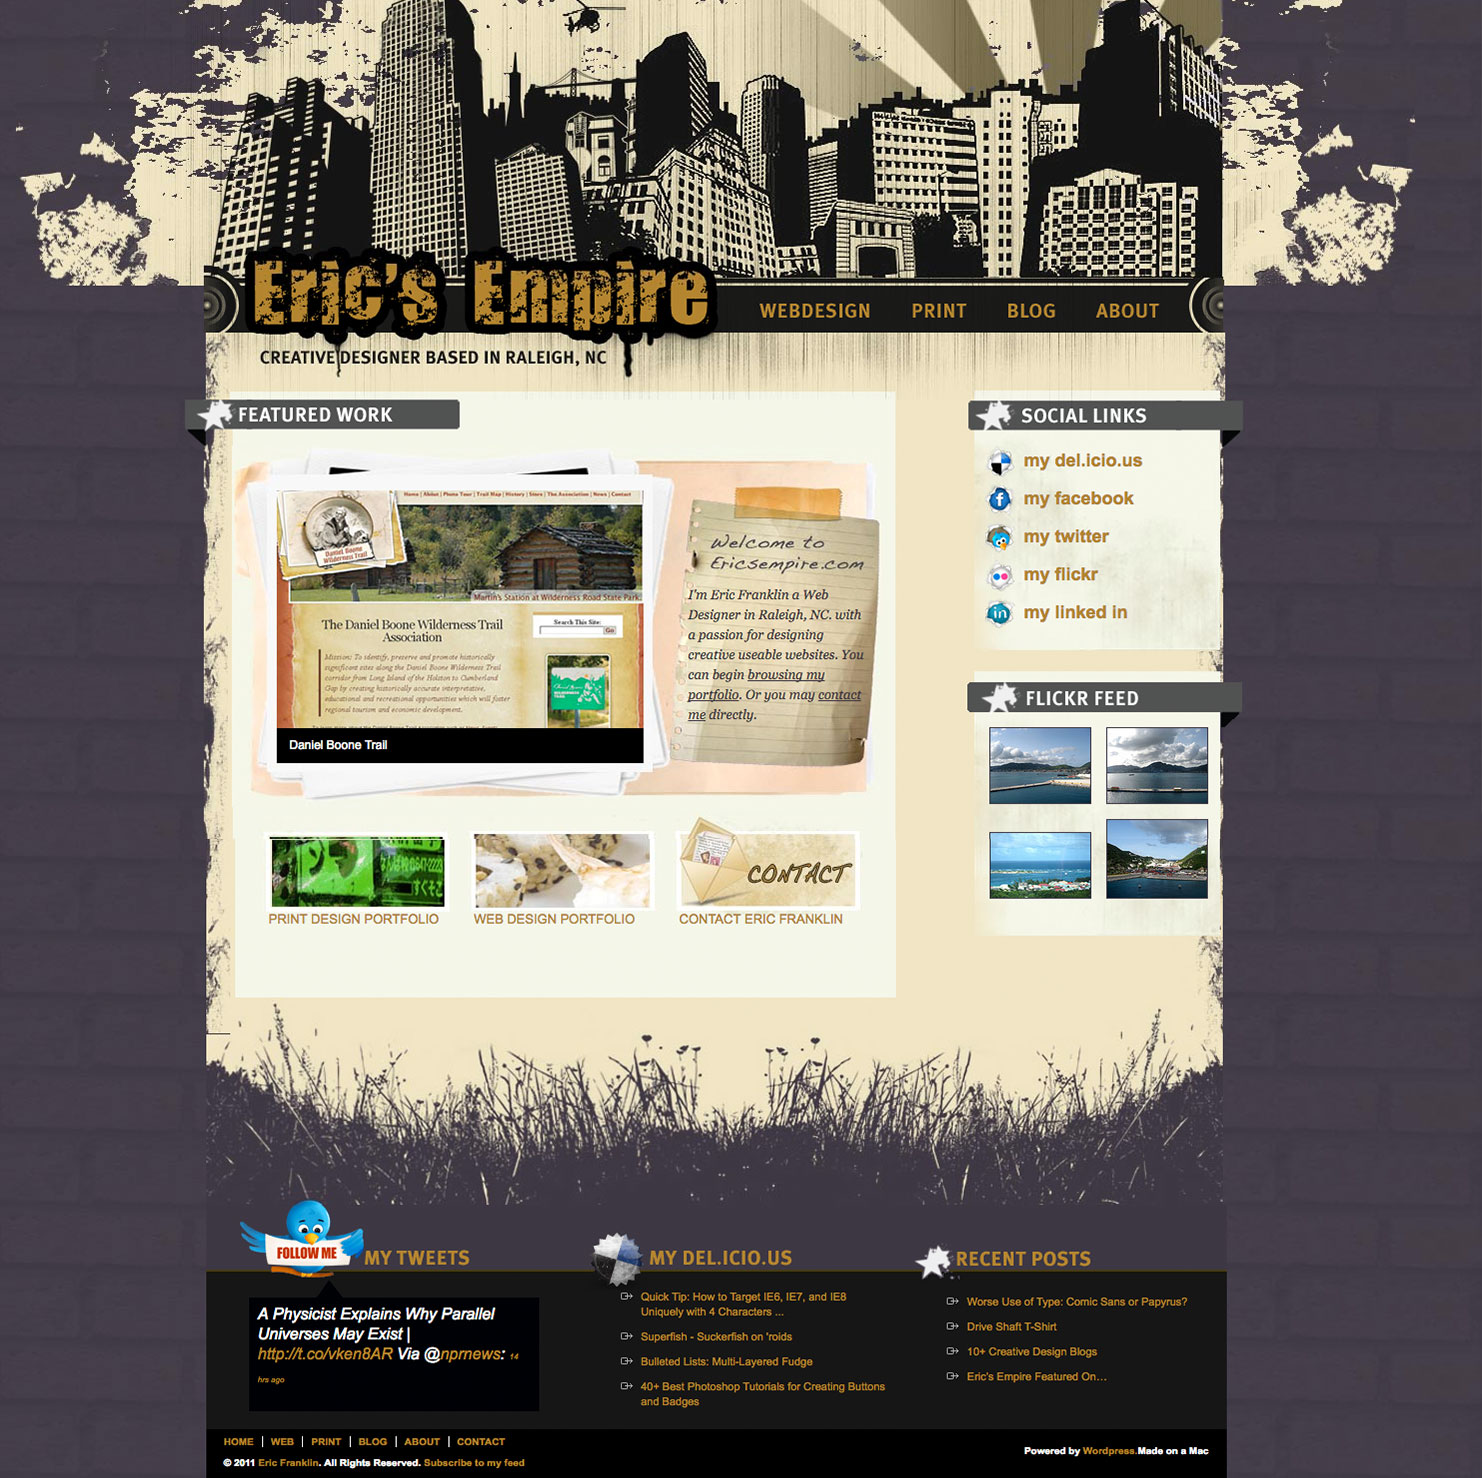 Eric's Empire
WEBDESIGN PRINT BLOG ABOUT
CREATIVE DESIGNER BASED IN RALEIGH, NC
FEATURED WORK
Home | About | Photo Tour | Trail Map | History | Store | The Association | News | Contact
Daniel Boone
Wilderness Trail
Martin's Station at Wilderness Road State Park
The Daniel Boone Wilderness Trail
Association
Search This Site:
Go
Mission: To identify, preserve and promote historically
significant sites along the Daniel Boone Wilderness Trail
corridor from Long Island of the Holston to Cumberland
Gap by creating historically accurate interpretative,
educational and recreational opportunities which will foster
regional tourism and economic development.
Daniel Boone Trail
Welcome to
Ericsempire.com
I'm Eric Franklin a Web
Designer in Raleigh, NC. with
a passion for designing
creative useable websites. You
can begin browsing my
portfolio. Or you may contact
me directly.
CONTACT
PRINT DESIGN PORTFOLIO
WEB DESIGN PORTFOLIO
CONTACT ERIC FRANKLIN
SOCIAL LINKS
my del.icio.us
my facebook
my twitter
my flickr
my linked in
FLICKR FEED
FOLLOW ME
MY TWEETS
A Physicist Explains Why Parallel
Universes May Exist |
http://t.co/vken8AR Via @nprnews: 14
hrs ago
MY DEL.ICIO.US
Quick Tip: How to Target IE6, IE7, and IE8
Uniquely with 4 Characters ...
Superfish - Suckerfish on 'roids
Bulleted Lists: Multi-Layered Fudge
40+ Best Photoshop Tutorials for Creating Buttons
and Badges
RECENT POSTS
Worse Use of Type: Comic Sans or Papyrus?
Drive Shaft T-Shirt
10+ Creative Design Blogs
Eric's Empire Featured On…
HOME | WEB | PRINT | BLOG | ABOUT | CONTACT
© 2011 Eric Franklin. All Rights Reserved. Subscribe to my feed
Powered by Wordpress.Made on a Mac